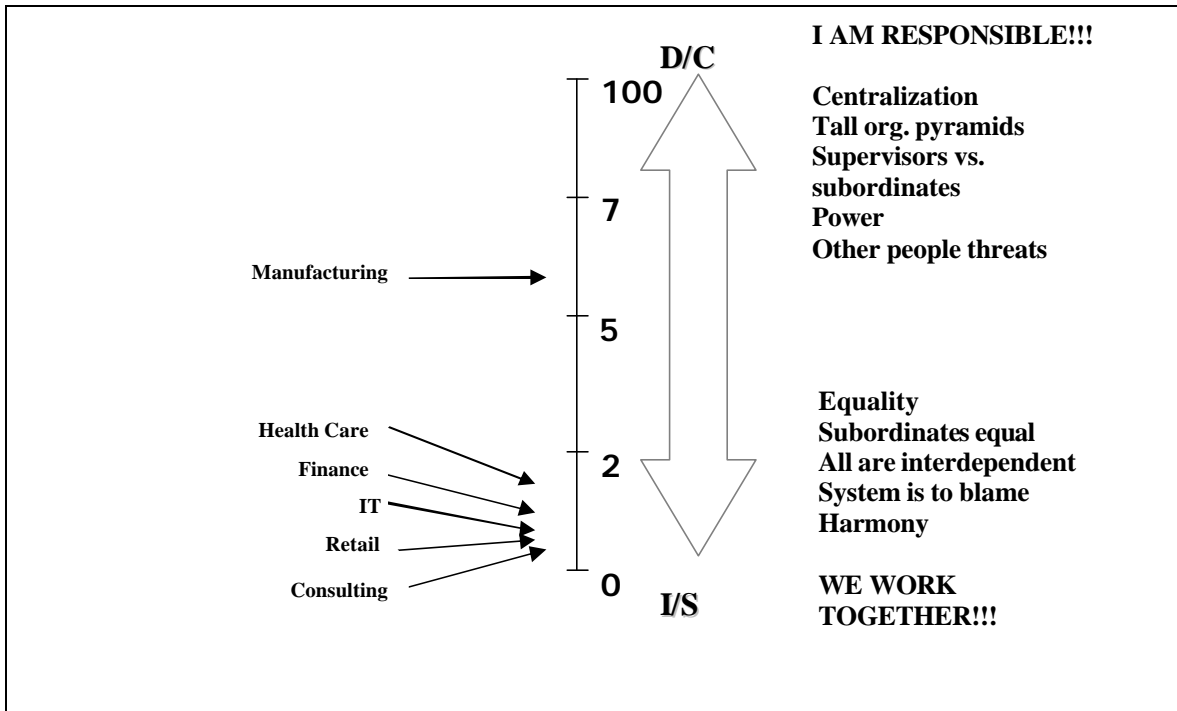 I AM RESPONSIBLE!!!
D/C
100
Centralization
Tall org. pyramids
Supervisors vs.
subordinates
Power
Other people threats
7
Manufacturing
5
Equality
Subordinates equal
All are interdependent
System is to blame
Harmony
Health Care
2
Finance
IT
Retail
Consulting
0
I/S
WE WORK
TOGETHER!!!